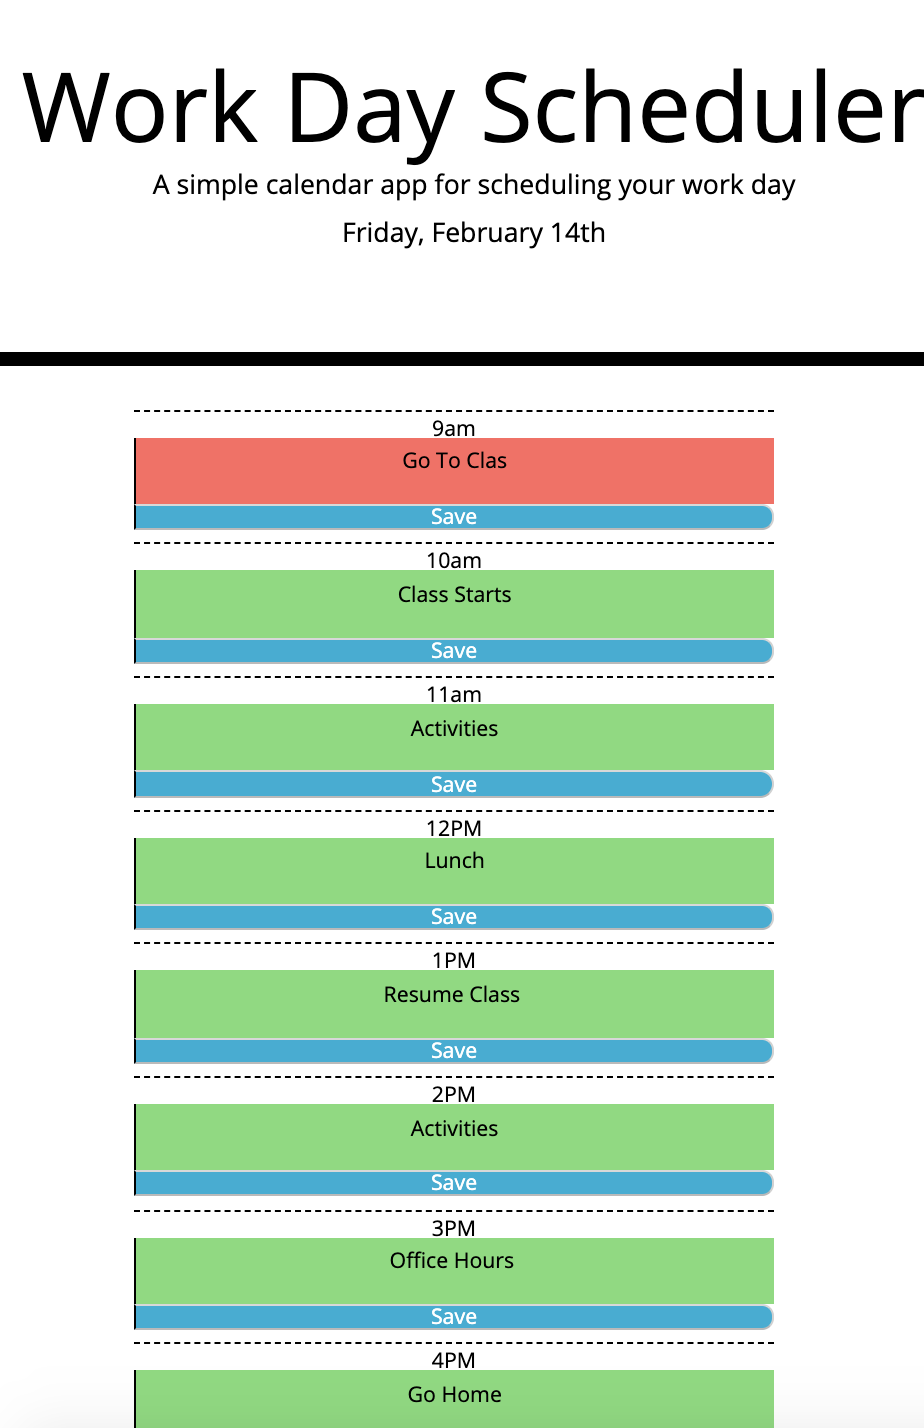 Work Day Scheduler
A simple calendar app for scheduling your work day
Friday, February 14th
9am
Go To Clas
Save
10am
Class Starts
Save
11am
Activities
Save
12PM
Lunch
Save
1PM
Resume Class
Save
2PM
Activities
Save
3PM
Office Hours
Save
4PM
Go Home